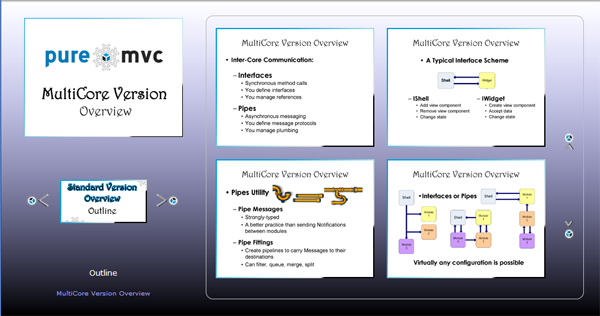 pure mvc
MultiCore Version
Overview
Standard Version
Overview
Outline
Outline
MultiCore Version Overview
MultiCore Version Overview
• Inter-Core Communication:
– Interfaces
• Synchronous method calls
• You define interfaces
• You manage references
– Pipes
• Asynchronous messaging
• You define message protocols
• You manage plumbing
MultiCore Version Overview
• A Typical Interface Scheme
Shell
Widget
– IShell
• Add view component
• Remove view component
• Change state
– IWidget
• Create view component
• Accept data
• Change state
MultiCore Version Overview
• Pipes Utility
– Pipe Messages
• Strongly-typed
• A better practice than sending Notifications
between modules
– Pipe Fittings
• Create pipelines to carry Messages to their
destinations
• Can filter, queue, merge, split
MultiCore Version Overview
• Interfaces or Pipes
Shell
Shell
Shell
Module
Module
Module
Module
Module
Module
Module
Module
Virtually any configuration is possible